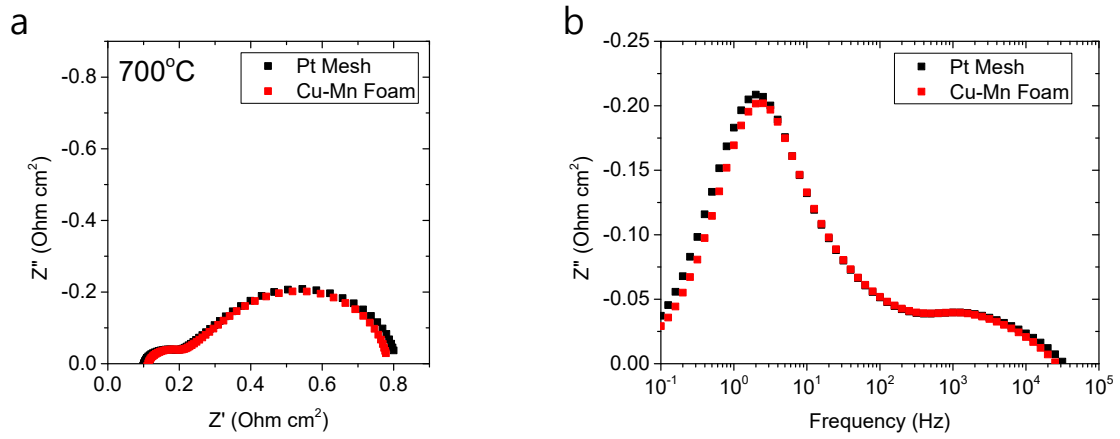 a
700°C
Pt Mesh
Cu-Mn Foam
-0.8
-0.6
-0.4
-0.2
0.0
Z'' (Ohm cm²)
0.0 0.2 0.4 0.6 0.8
Z' (Ohm cm²)
b
Pt Mesh
Cu-Mn Foam
-0.25
-0.20
-0.15
-0.10
-0.05
0.00
Z'' (Ohm cm²)
10⁻¹ 10⁰ 10¹ 10² 10³ 10⁴ 10⁵
Frequency (Hz)